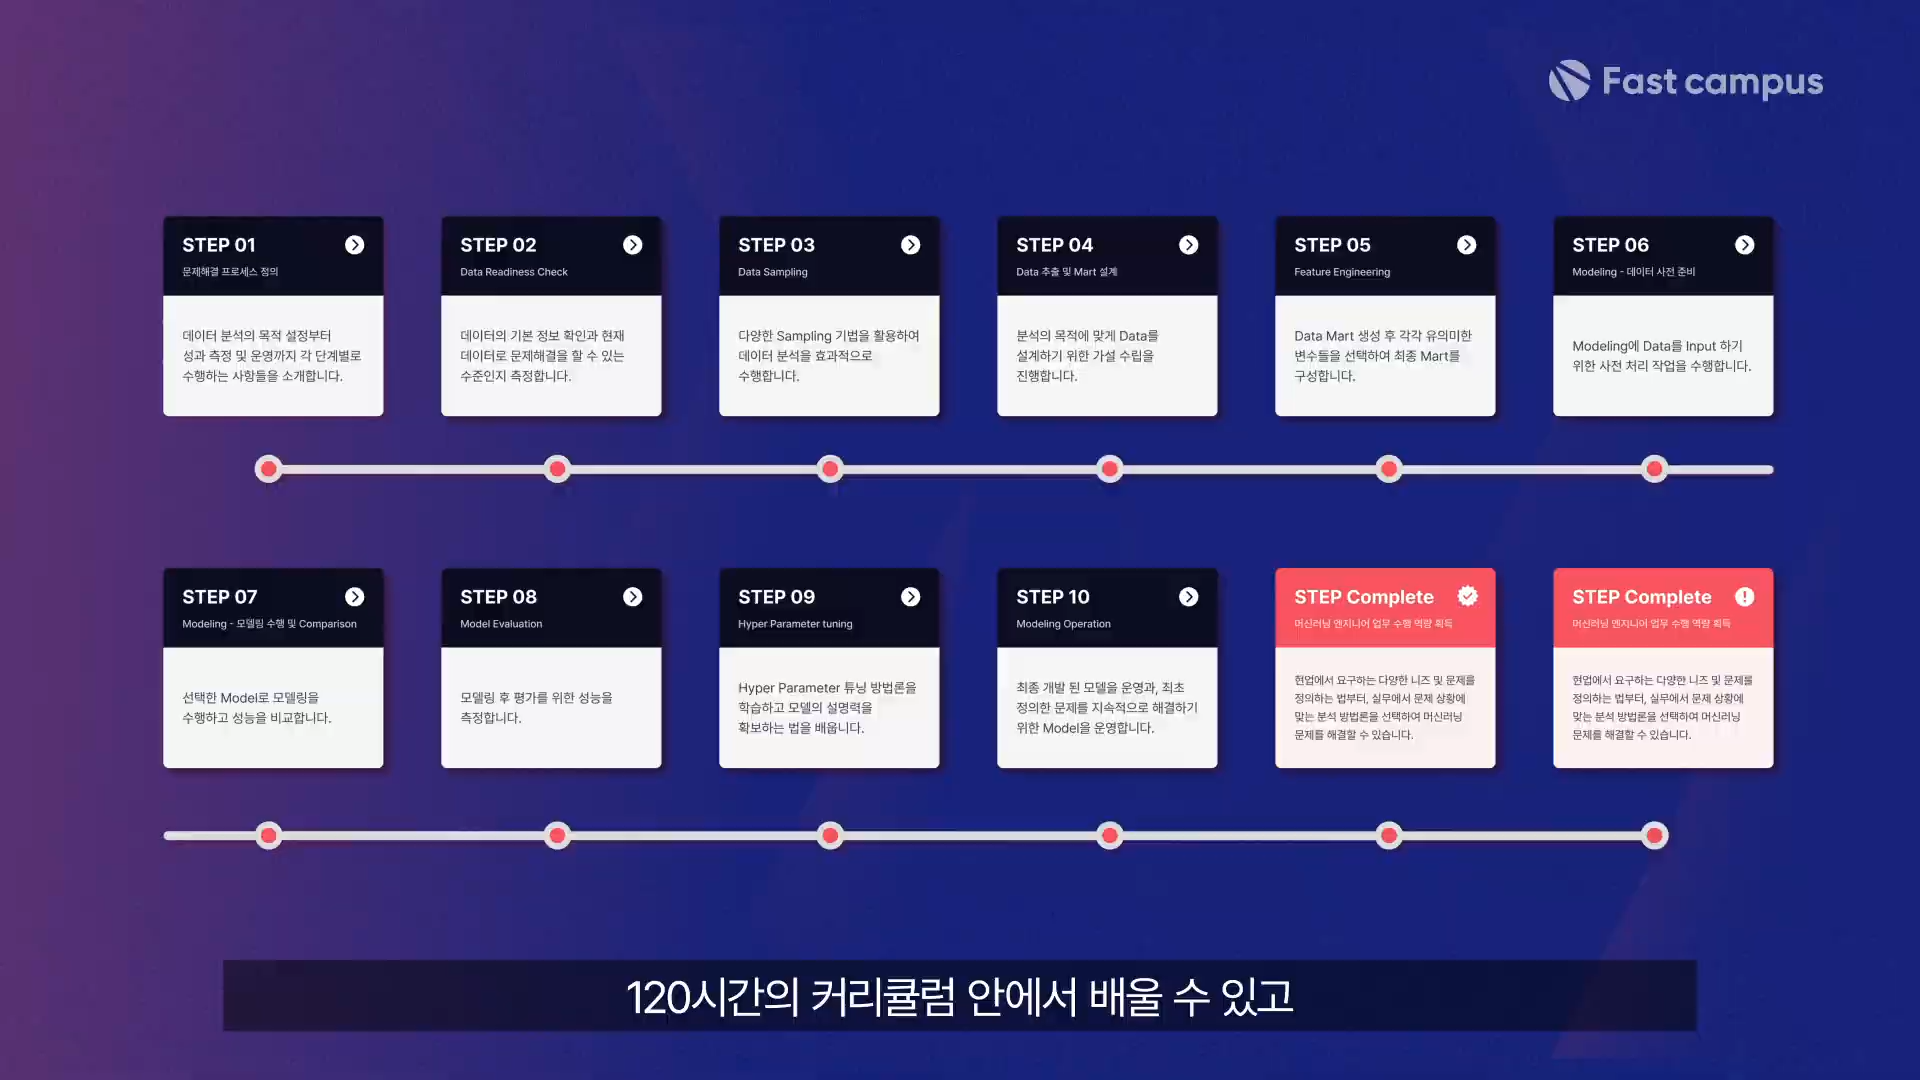 Fast campus
STEP 01
문제해결 프로세스 정의
데이터 분석의 목적 설정부터
성과 측정 및 운영까지 각 단계별로
수행하는 사항들을 소개합니다.
STEP 02
Data Readiness Check
데이터의 기본 정보 확인과 현재
데이터로 문제해결을 할 수 있는
수준인지 측정합니다.
STEP 03
Data Sampling
다양한 Sampling 기법을 활용하여
데이터 분석을 효과적으로
수행합니다.
STEP 04
Data 추출 및 Mart 설계
분석의 목적에 맞게 Data를
설계하기 위한 가설 수립을
진행합니다.
STEP 05
Feature Engineering
Data Mart 생성 후 각각 유의미한
변수들을 선택하여 최종 Mart를
구성합니다.
STEP 06
Modeling - 데이터 사전 준비
Modeling에 Data를 Input 하기
위한 사전 처리 작업을 수행합니다.
STEP 07
Modeling - 모델링 수행 및 Comparison
선택한 Model로 모델링을
수행하고 성능을 비교합니다.
STEP 08
Model Evaluation
모델링 후 평가를 위한 성능을
측정합니다.
STEP 09
Hyper Parameter tuning
Hyper Parameter 튜닝 방법론을
학습하고 모델의 설명력을
확보하는 법을 배웁니다.
STEP 10
Modeling Operation
최종 개발 된 모델을 운영과, 최초
정의한 문제를 지속적으로 해결하기
위한 Model을 운영합니다.
STEP Complete
머신러닝 엔지니어 업무 수행 역량 획득
현업에서 요구하는 다양한 니즈 및 문제를
정의하는 법부터, 실무에서 문제 상황에
맞는 분석 방법론을 선택하여 머신러닝
문제를 해결할 수 있습니다.
STEP Complete
머신러닝 엔지니어 업무 수행 역량 획득
현업에서 요구하는 다양한 니즈 및 문제를
정의하는 법부터, 실무에서 문제 상황에
맞는 분석 방법론을 선택하여 머신러닝
문제를 해결할 수 있습니다.
120시간의 커리큘럼 안에서 배울 수 있고